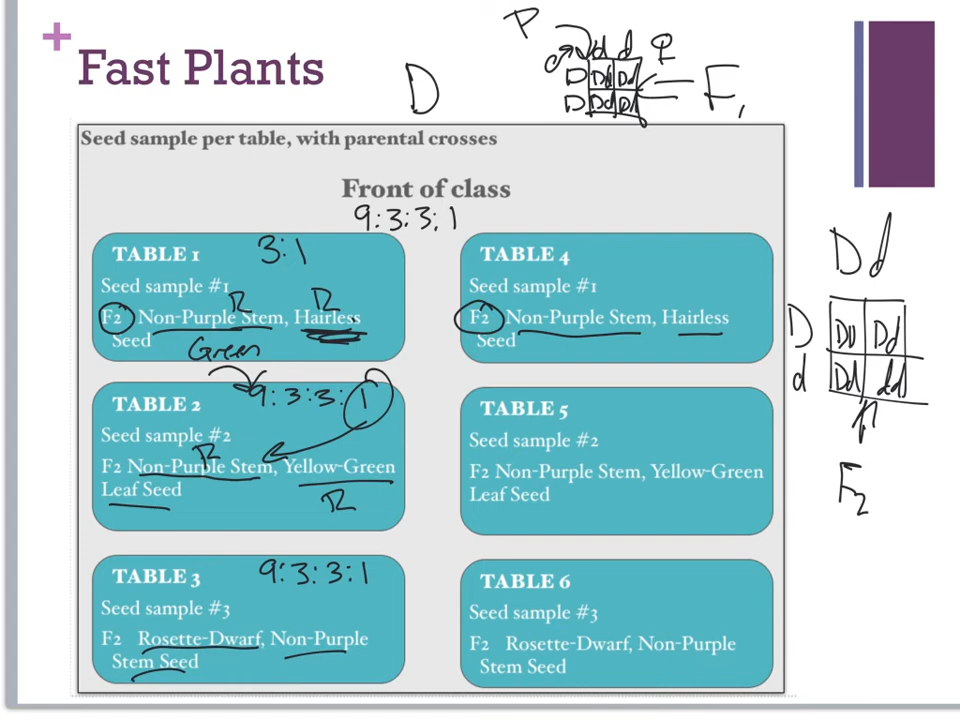 +
Fast Plants
D
P
d d ♀
♂ D Dd Dd
D Dd Dd
F1
Seed sample per table, with parental crosses
Front of class
9:3:3:1
TABLE 1 3:1
Seed sample #1
R R
F2 Non-Purple Stem, Hairless
Seed
Green
TABLE 2 9:3:3:1
Seed sample #2
R
F2 Non-Purple Stem, Yellow-Green
Leaf Seed
R
TABLE 3 9:3:3:1
Seed sample #3
F2 Rosette-Dwarf, Non-Purple
Stem Seed
TABLE 4
Seed sample #1
F2 Non-Purple Stem, Hairless
Seed
TABLE 5
Seed sample #2
F2 Non-Purple Stem, Yellow-Green
Leaf Seed
TABLE 6
Seed sample #3
F2 Rosette-Dwarf, Non-Purple
Stem Seed
D d
D DD Dd
d Dd dd
F2